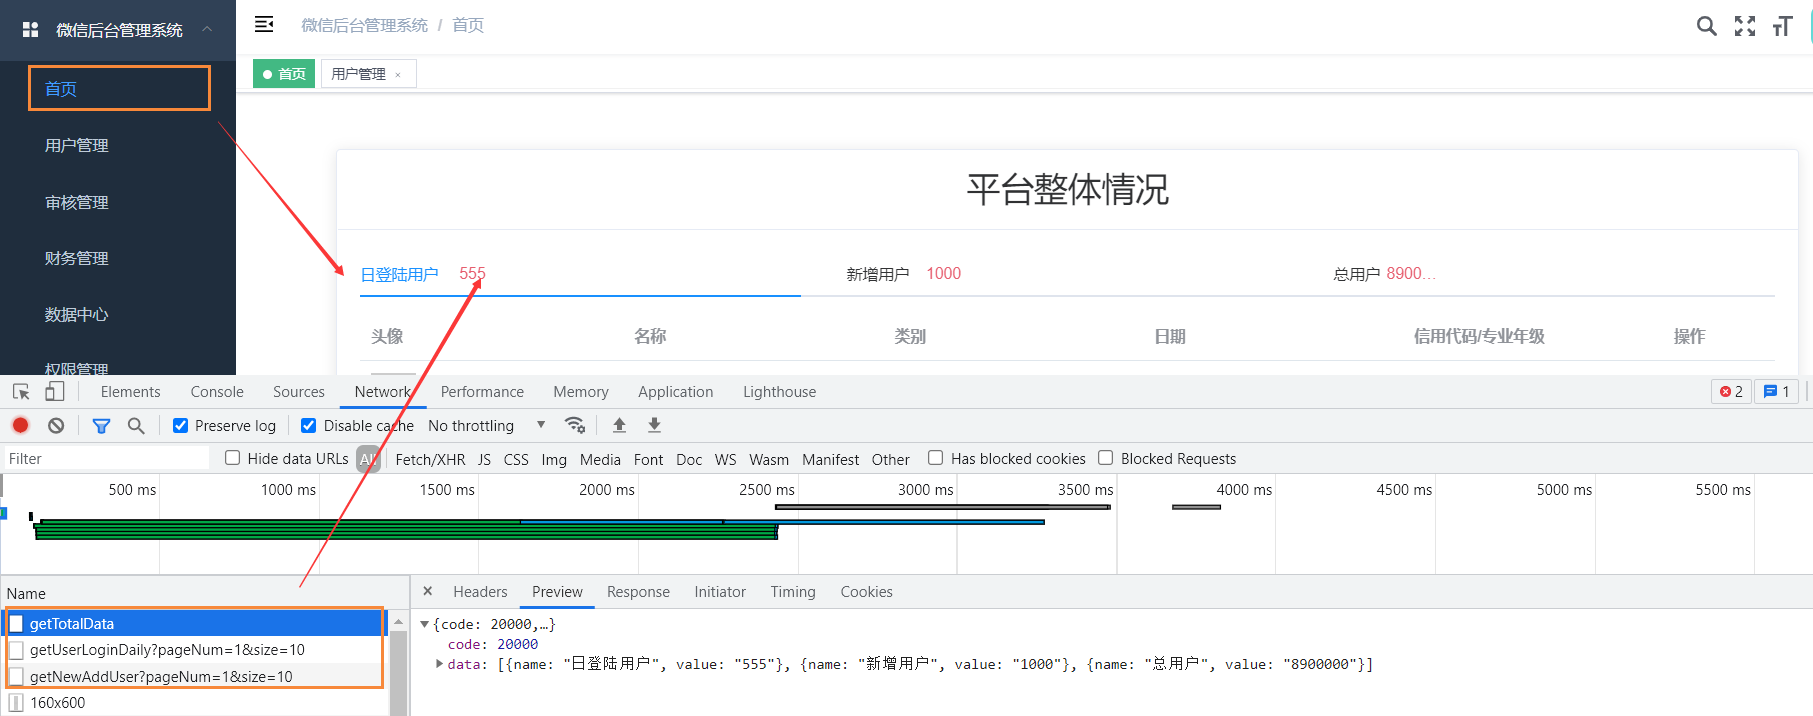 微信后台管理系统
微信后台管理系统 / 首页
首页
用户管理
审核管理
财务管理
数据中心
权限管理
首页 用户管理 ×
平台整体情况
日登陆用户 555 新增用户 1000 总用户 8900...
头像 名称 类别 日期 信用代码/专业年级 操作
Elements Console Sources Network Performance Memory Application Lighthouse 2 1
Preserve log Disable cache No throttling
Filter Hide data URLs All Fetch/XHR JS CSS Img Media Font Doc WS Wasm Manifest Other Has blocked cookies Blocked Requests
500 ms 1000 ms 1500 ms 2000 ms 2500 ms 3000 ms 3500 ms 4000 ms 4500 ms 5000 ms 5500 ms
Name
getTotalData
getUserLoginDaily?pageNum=1&size=10
getNewAddUser?pageNum=1&size=10
160x600
× Headers Preview Response Initiator Timing Cookies
{code: 20000,…}
code: 20000
data: [{name: "日登陆用户", value: "555"}, {name: "新增用户", value: "1000"}, {name: "总用户", value: "8900000"}]